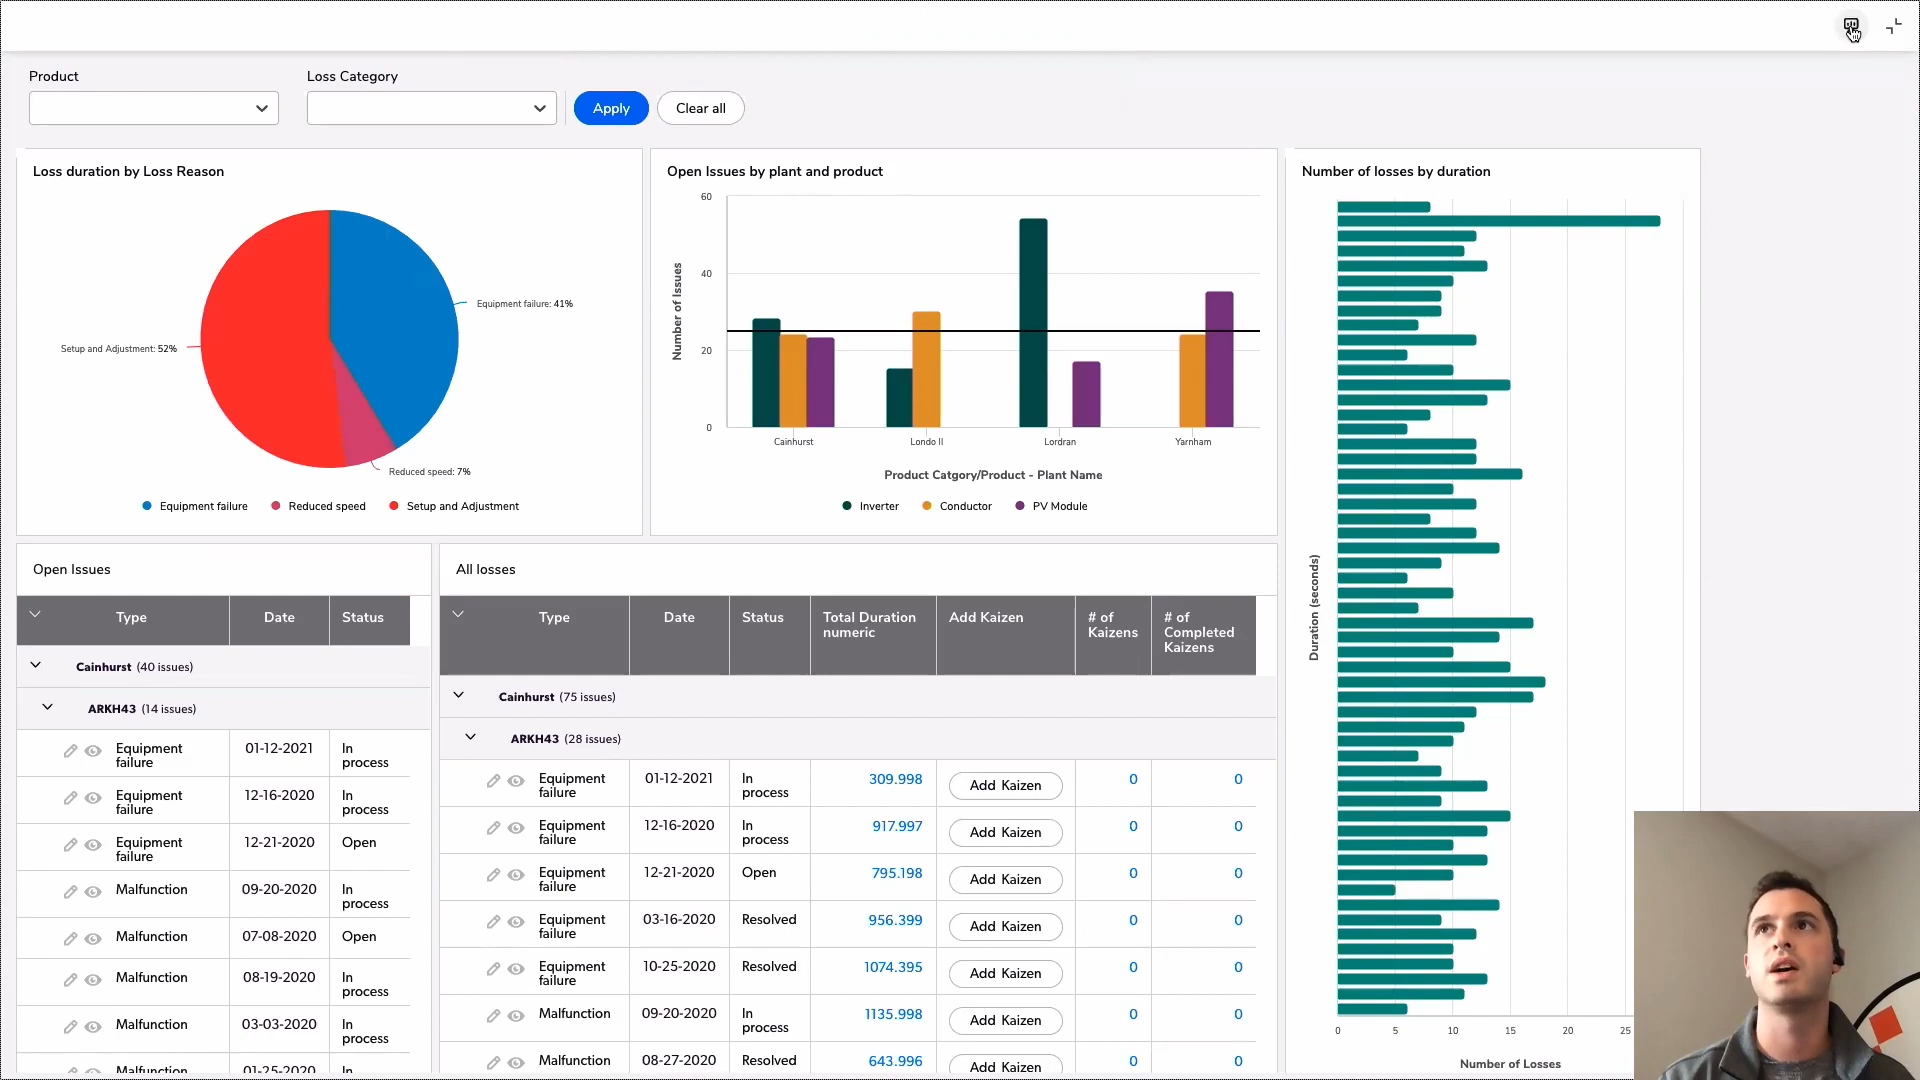 Product
Loss Category
Apply
Clear all
Loss duration by Loss Reason
Equipment failure: 41%
Setup and Adjustment: 52%
Reduced speed: 7%
Equipment failure
Reduced speed
Setup and Adjustment
Open Issues by plant and product
Number of Issues
60
40
20
0
Cainhurst
Londo II
Lordran
Yarnham
Product Catgory/Product - Plant Name
Inverter
Conductor
PV Module
Number of losses by duration
Duration (seconds)
0 5 10 15 20 25
Number of Losses
Open Issues
Type Date Status
Cainhurst (40 issues)
ARKH43 (14 issues)
Equipment failure 01-12-2021 In process
Equipment failure 12-16-2020 In process
Equipment failure 12-21-2020 Open
Malfunction 09-20-2020 In process
Malfunction 07-08-2020 Open
Malfunction 08-19-2020 In process
Malfunction 03-03-2020 In process
Malfunction 01-25-2020 In
All losses
Type Date Status Total Duration numeric Add Kaizen # of Kaizens # of Completed Kaizens
Cainhurst (75 issues)
ARKH43 (28 issues)
Equipment failure 01-12-2021 In process 309.998 Add Kaizen 0 0
Equipment failure 12-16-2020 In process 917.997 Add Kaizen 0 0
Equipment failure 12-21-2020 Open 795.198 Add Kaizen 0 0
Equipment failure 03-16-2020 Resolved 956.399 Add Kaizen 0 0
Equipment failure 10-25-2020 Resolved 1074.395 Add Kaizen 0 0
Malfunction 09-20-2020 In process 1135.998 Add Kaizen 0 0
Malfunction 08-27-2020 Resolved 643.996 Add Kaizen 0 0